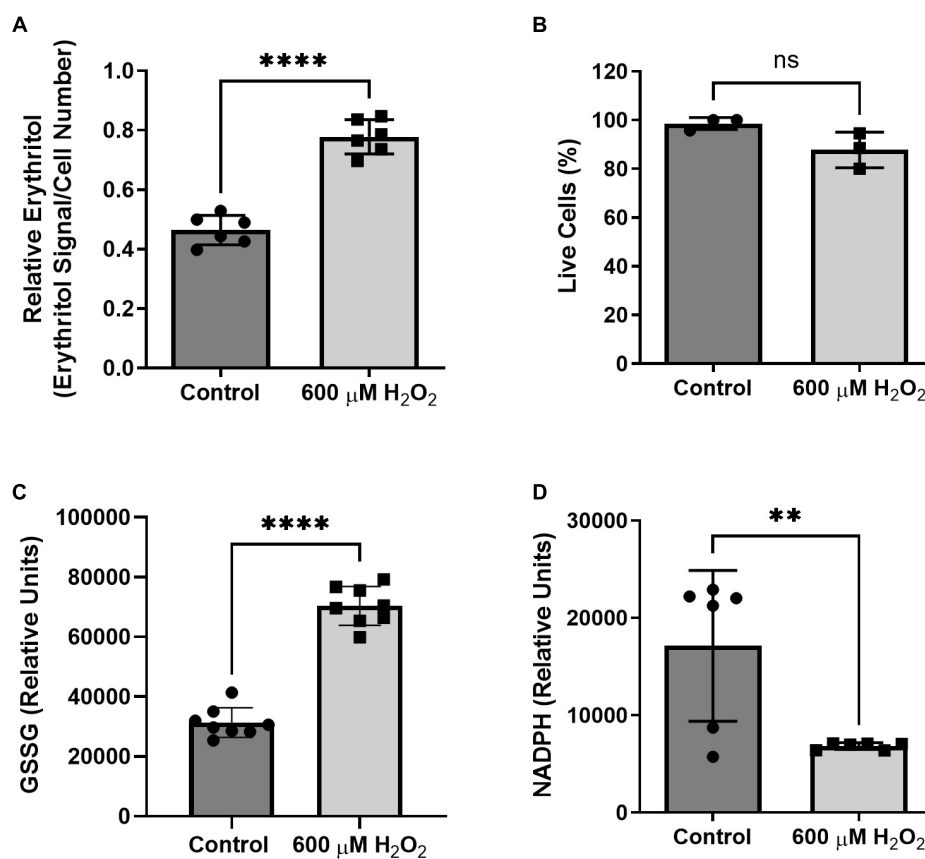 A
Relative Erythritol
(Erythritol Signal/Cell Number)
1.0
0.8
0.6
0.4
0.2
0.0
****
Control
600 μM H₂O₂
B
Live Cells (%)
120
100
80
60
40
20
0
ns
Control
600 μM H₂O₂
C
GSSG (Relative Units)
100000
80000
60000
40000
20000
0
****
Control
600 μM H₂O₂
D
NADPH (Relative Units)
30000
20000
10000
0
**
Control
600 μM H₂O₂